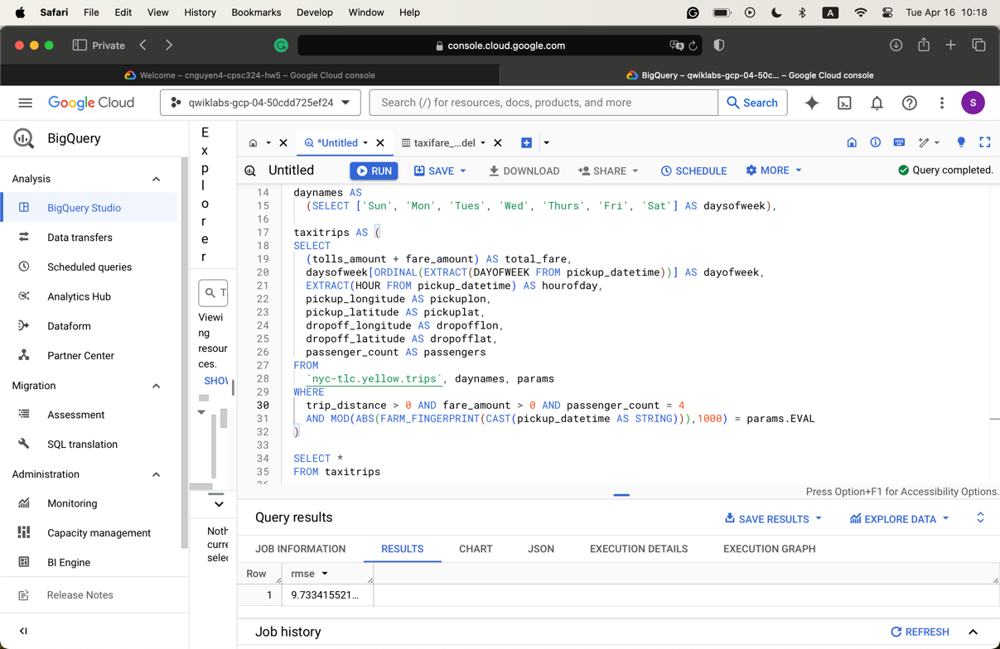 Safari File Edit View History Bookmarks Develop Window Help A Tue Apr 16 10:18
Private console.cloud.google.com
Welcome – cnguyen4-cpsc324-hw5 – Google Cloud console BigQuery – qwiklabs-gcp-04-50c... – Google Cloud console
Google Cloud qwiklabs-gcp-04-50cdd725ef24 Search (/) for resources, docs, products, and more Search S
BigQuery
Analysis
BigQuery Studio
Data transfers
Scheduled queries
Analytics Hub
Dataform
Partner Center
Migration
Assessment
SQL translation
Administration
Monitoring
Capacity management
BI Engine
Release Notes
E
x
p
l
o
r
e
r
T
Viewi
ng
resour
ces.
SHOW
Noth
curre
selec
*Untitled taxifare_...del
Untitled RUN SAVE DOWNLOAD SHARE SCHEDULE MORE Query completed.
14 daynames AS
15 (SELECT ['Sun', 'Mon', 'Tues', 'Wed', 'Thurs', 'Fri', 'Sat'] AS daysofweek),
16
17 taxitrips AS (
18 SELECT
19 (tolls_amount + fare_amount) AS total_fare,
20 daysofweek[ORDINAL(EXTRACT(DAYOFWEEK FROM pickup_datetime))] AS dayofweek,
21 EXTRACT(HOUR FROM pickup_datetime) AS hourofday,
22 pickup_longitude AS pickuplon,
23 pickup_latitude AS pickuplat,
24 dropoff_longitude AS dropofflon,
25 dropoff_latitude AS dropofflat,
26 passenger_count AS passengers
27 FROM
28 `nyc-tlc.yellow.trips`, daynames, params
29 WHERE
30 trip_distance > 0 AND fare_amount > 0 AND passenger_count = 4
31 AND MOD(ABS(FARM_FINGERPRINT(CAST(pickup_datetime AS STRING))),1000) = params.EVAL
32 )
33
34 SELECT *
35 FROM taxitrips
Press Option+F1 for Accessibility Options.
Query results SAVE RESULTS EXPLORE DATA
JOB INFORMATION RESULTS CHART JSON EXECUTION DETAILS EXECUTION GRAPH
Row rmse
1 9.733415521...
Job history REFRESH